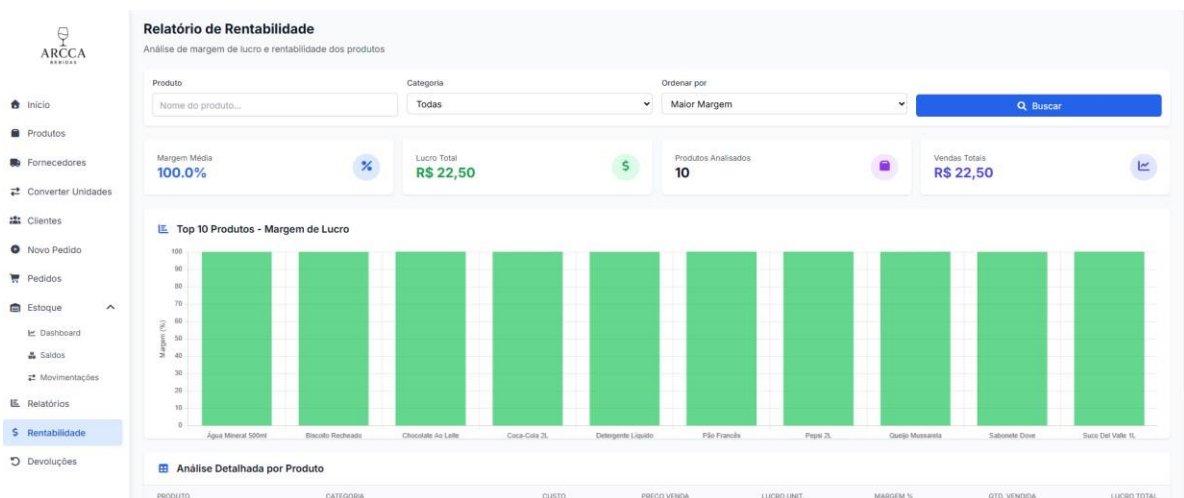 ARCCA
BEBIDAS
Início
Produtos
Fornecedores
Converter Unidades
Clientes
Novo Pedido
Pedidos
Estoque
Dashboard
Saldos
Movimentações
Relatórios
Rentabilidade
Devoluções
Relatório de Rentabilidade
Análise de margem de lucro e rentabilidade dos produtos
Produto Categoria Ordenar por
Nome do produto... Todas Maior Margem Buscar
Margem Média Lucro Total Produtos Analisados Vendas Totais
100.0% R$ 22,50 10 R$ 22,50
Top 10 Produtos - Margem de Lucro
100
90
80
70
60
50
40
30
20
10
0
Margem (%)
Água Mineral 500ml Biscoito Recheado Chocolate Ao Leite Coca-Cola 2L Detergente Líquido Pão Francês Pepsi 2L Queijo Mussarela Sabonete Dove Suco Del Valle 1L
Análise Detalhada por Produto
PRODUTO CATEGORIA CUSTO PREÇO VENDA LUCRO UNIT. MARGEM % QTD. VENDIDA LUCRO TOTAL